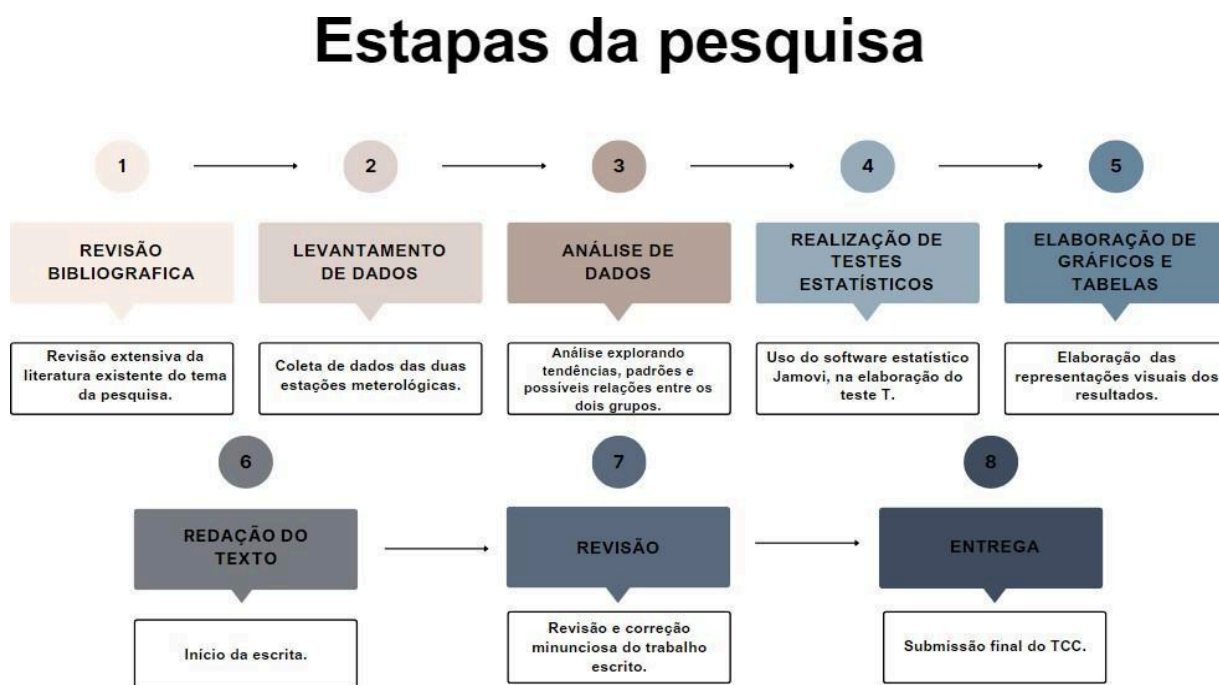 Estapas da pesquisa
1
2
3
4
5
REVISÃO
BIBLIOGRAFICA
LEVANTAMENTO
DE DADOS
ANÁLISE DE
DADOS
REALIZAÇÃO DE
TESTES
ESTATÍSTICOS
ELABORAÇÃO DE
GRÁFICOS E
TABELAS
Revisão extensiva da
literatura existente do tema
da pesquisa.
Coleta de dados das duas
estações meterológicas.
Análise explorando
tendências, padrões e
possíveis relações entre os
dois grupos.
Uso do software estatístico
Jamovi, na elaboração do
teste T.
Elaboração das
representações visuais dos
resultados.
6
7
8
REDAÇÃO DO
TEXTO
REVISÃO
ENTREGA
Início da escrita.
Revisão e correção
minunciosa do trabalho
escrito.
Submissão final do TCC.